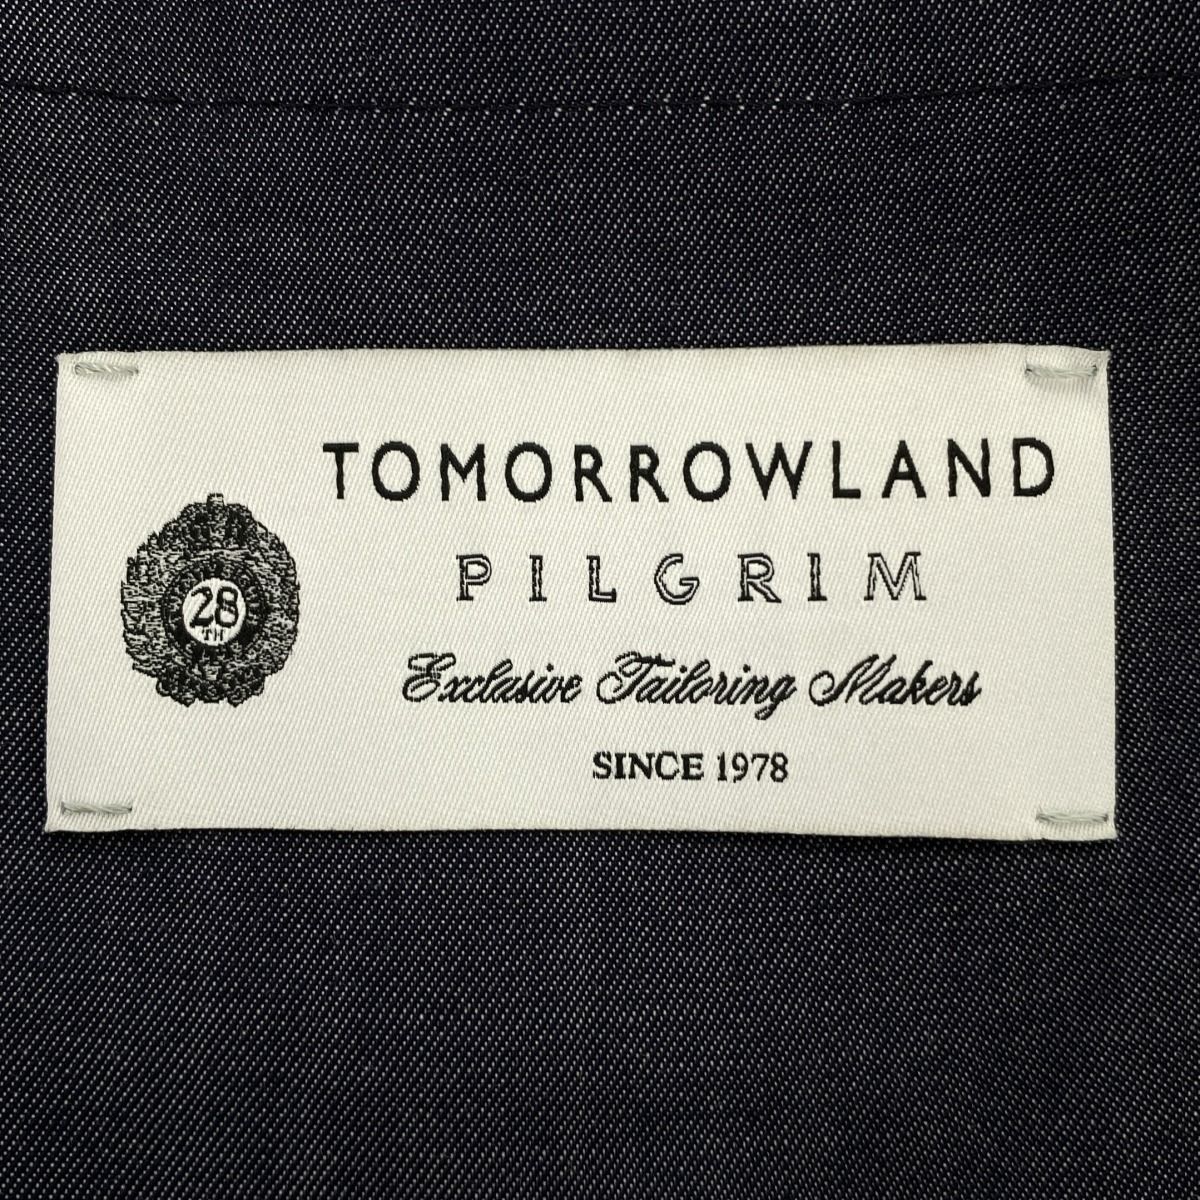 TOMORROWLAND
PILGRIM
28
TH
Exclusive Tailoring Makers
SINCE 1978